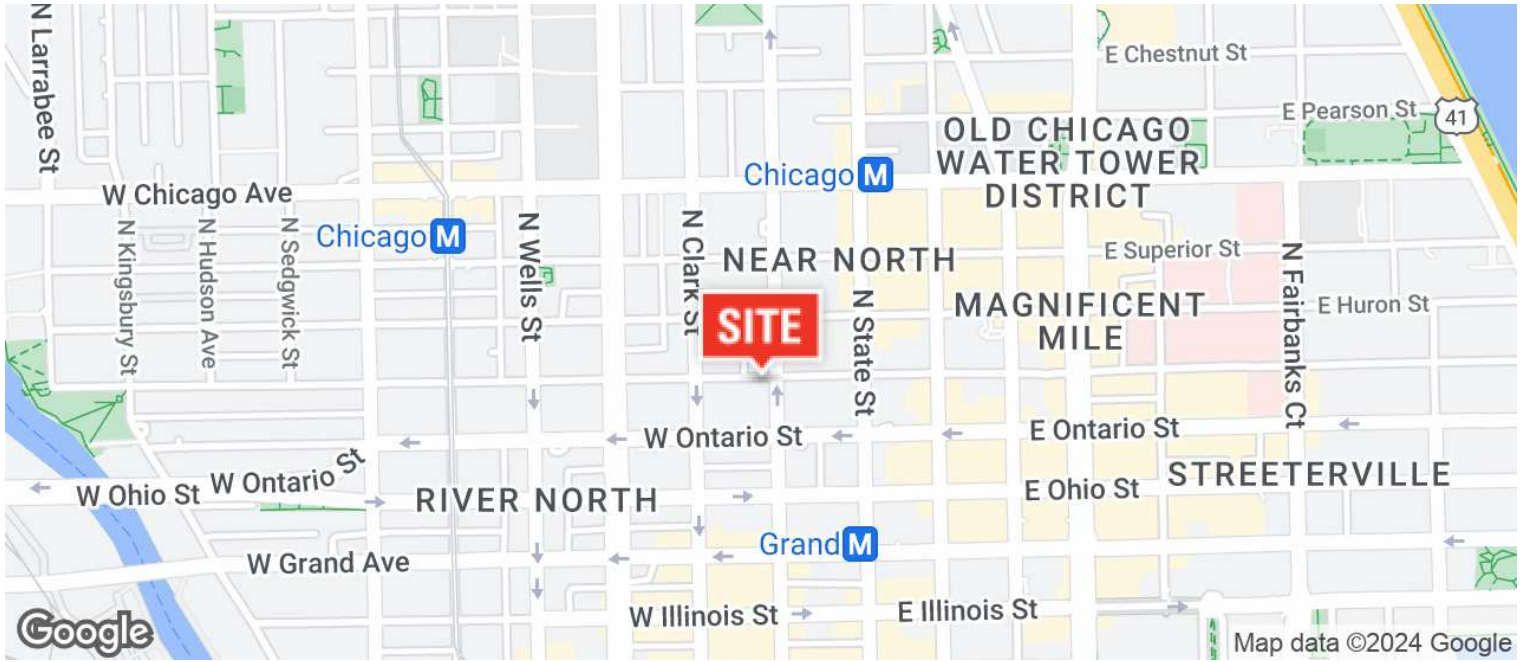 N Larrabee St
E Chestnut St
E Pearson St
41
OLD CHICAGO
WATER TOWER
DISTRICT
Chicago M
W Chicago Ave
N Kingsbury St
N Hudson Ave
N Sedgwick St
Chicago M
N Wells St
N Clark St
NEAR NORTH
E Superior St
N Fairbanks Ct
SITE
N State St
MAGNIFICENT
MILE
E Huron St
W Ontario St
E Ontario St
W Ontario St
W Ohio St
RIVER NORTH
E Ohio St
STREETERVILLE
Grand M
W Grand Ave
W Illinois St
E Illinois St
Google
Map data ©2024 Google